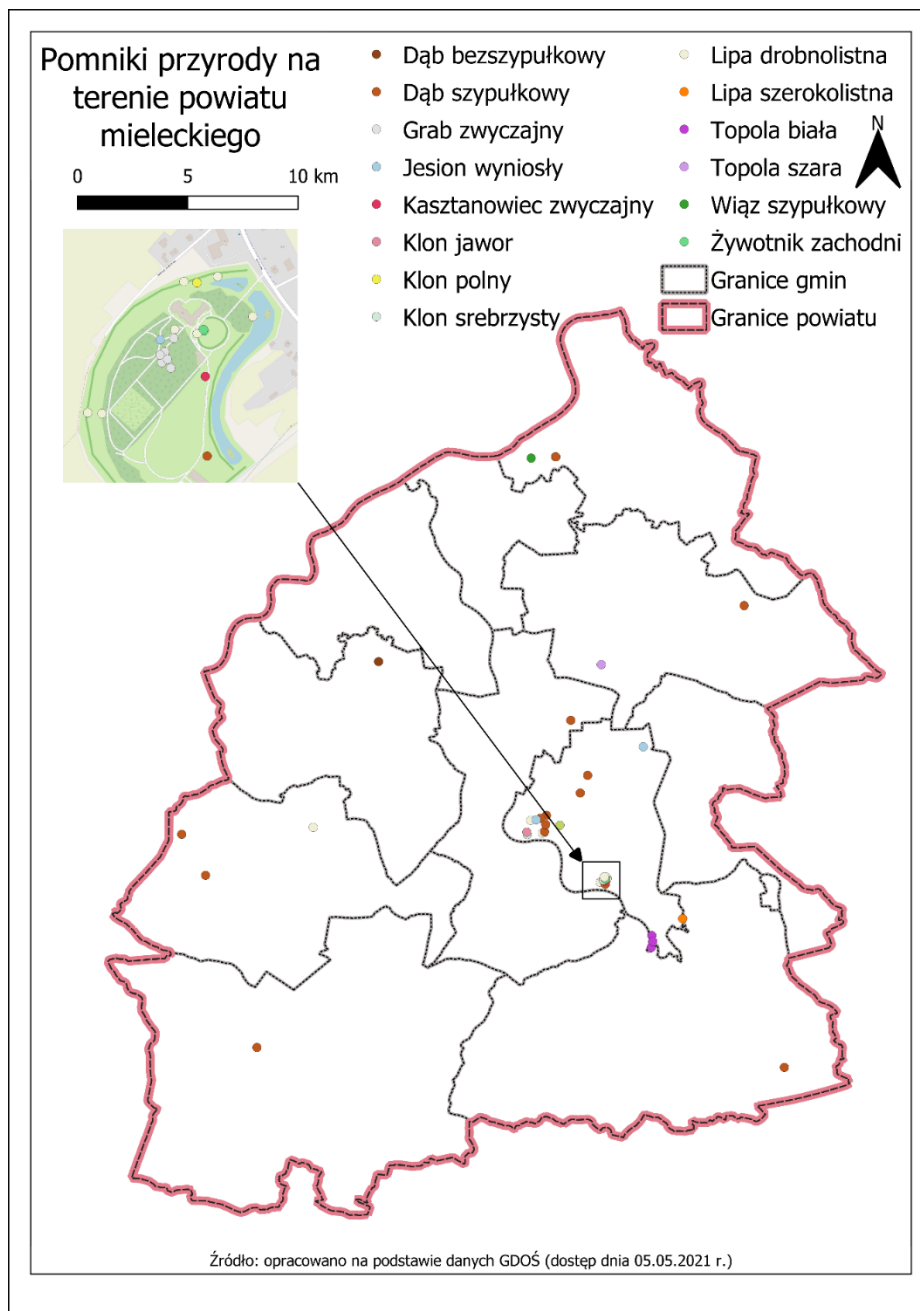 Pomniki przyrody na
terenie powiatu
mieleckiego
0 5 10 km
Dąb bezszypułkowy
Dąb szypułkowy
Grab zwyczajny
Jesion wyniosły
Kasztanowiec zwyczajny
Klon jawor
Klon polny
Klon srebrzysty
Lipa drobnolistna
Lipa szerokolistna
Topola biała
Topola szara
Wiąz szypułkowy
Żywotnik zachodni
Granice gmin
Granice powiatu
N
Źródło: opracowano na podstawie danych GDOŚ (dostęp dnia 05.05.2021 r.)